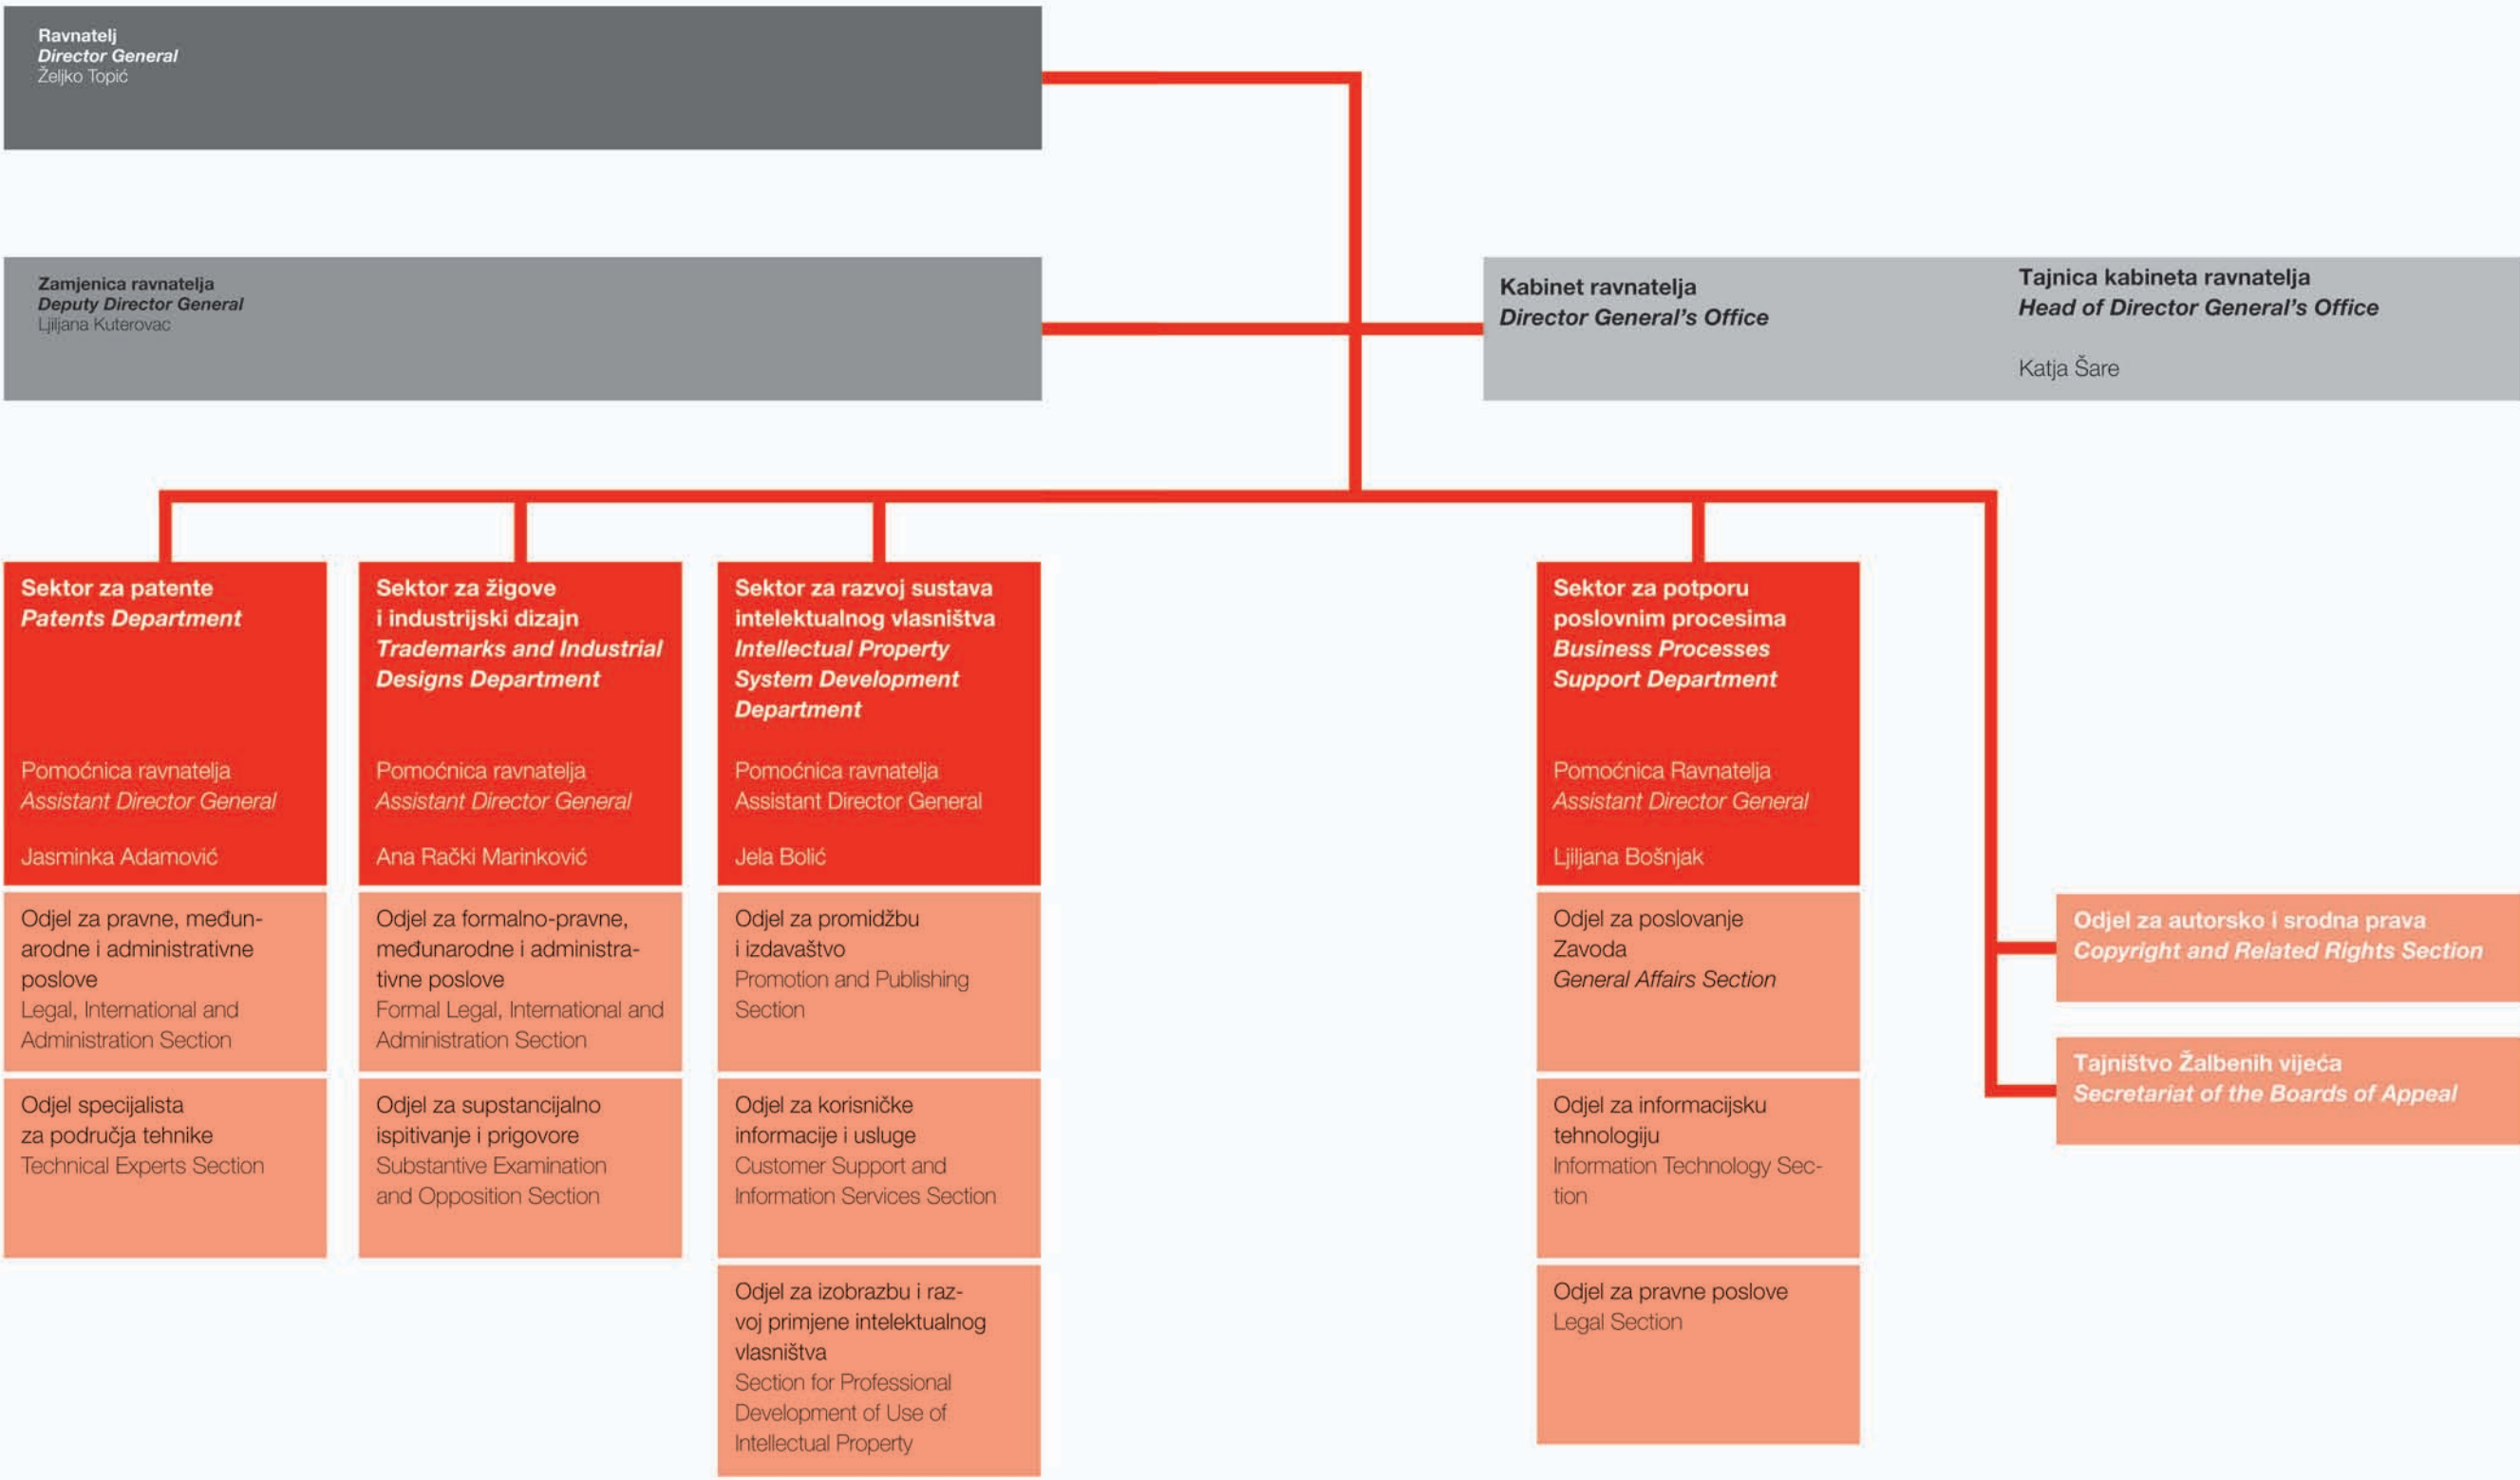 Ravnatelj
Director General
Željko Topić
Zamjenica ravnatelja
Deputy Director General
Ljiljana Kuterovac
Kabinet ravnatelja
Director General's Office
Tajnica kabineta ravnatelja
Head of Director General's Office
Katja Šare
Sektor za patente
Patents Department
Pomoćnica ravnatelja
Assistant Director General
Jasminka Adamović
Odjel za pravne, među-
arodne i administrativne
poslove
Legal, International and
Administration Section
Odjel specijalista
za područja tehnike
Technical Experts Section
Sektor za žigove
i industrijski dizajn
Trademarks and Industrial
Designs Department
Pomoćnica ravnatelja
Assistant Director General
Ana Rački Marinković
Odjel za formalno-pravne,
međunarodne i administra-
tivne poslove
Formal Legal, International and
Administration Section
Odjel za supstancijalno
ispitivanje i prigovore
Substantive Examination
and Opposition Section
Sektor za razvoj sustava
intelektualnog vlasništva
Intellectual Property
System Development
Department
Pomoćnica ravnatelja
Assistant Director General
Jela Bolić
Odjel za promidžbu
i izdavaštvo
Promotion and Publishing
Section
Odjel za korisničke
informacije i usluge
Customer Support and
Information Services Section
Odjel za izobrazbu i raz-
voj primjene intelektualnog
vlasništva
Section for Professional
Development of Use of
Intellectual Property
Sektor za potporu
poslovnim procesima
Business Processes
Support Department
Pomoćnica Ravnatelja
Assistant Director General
Ljiljana Bošnjak
Odjel za poslovanje
Zavoda
General Affairs Section
Odjel za informacijsku
tehnologiju
Information Technology Sec-
tion
Odjel za pravne poslove
Legal Section
Odjel za autorsko i srodna prava
Copyright and Related Rights Section
Tajništvo Žalbenih vijeća
Secretariat of the Boards of Appeal